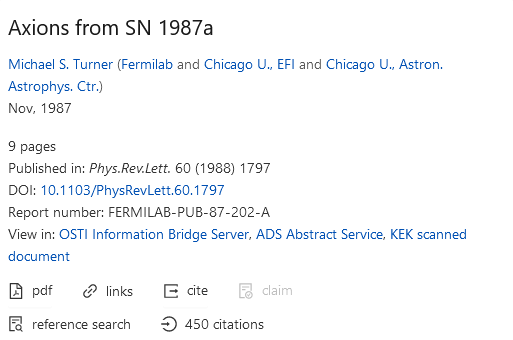 Axions from SN 1987a
Michael S. Turner (Fermilab and Chicago U., EFI and Chicago U., Astron.
Astrophys. Ctr.)
Nov, 1987
9 pages
Published in: Phys.Rev.Lett. 60 (1988) 1797
DOI: 10.1103/PhysRevLett.60.1797
Report number: FERMILAB-PUB-87-202-A
View in: OSTI Information Bridge Server, ADS Abstract Service, KEK scanned
document
pdf links cite claim
reference search 450 citations